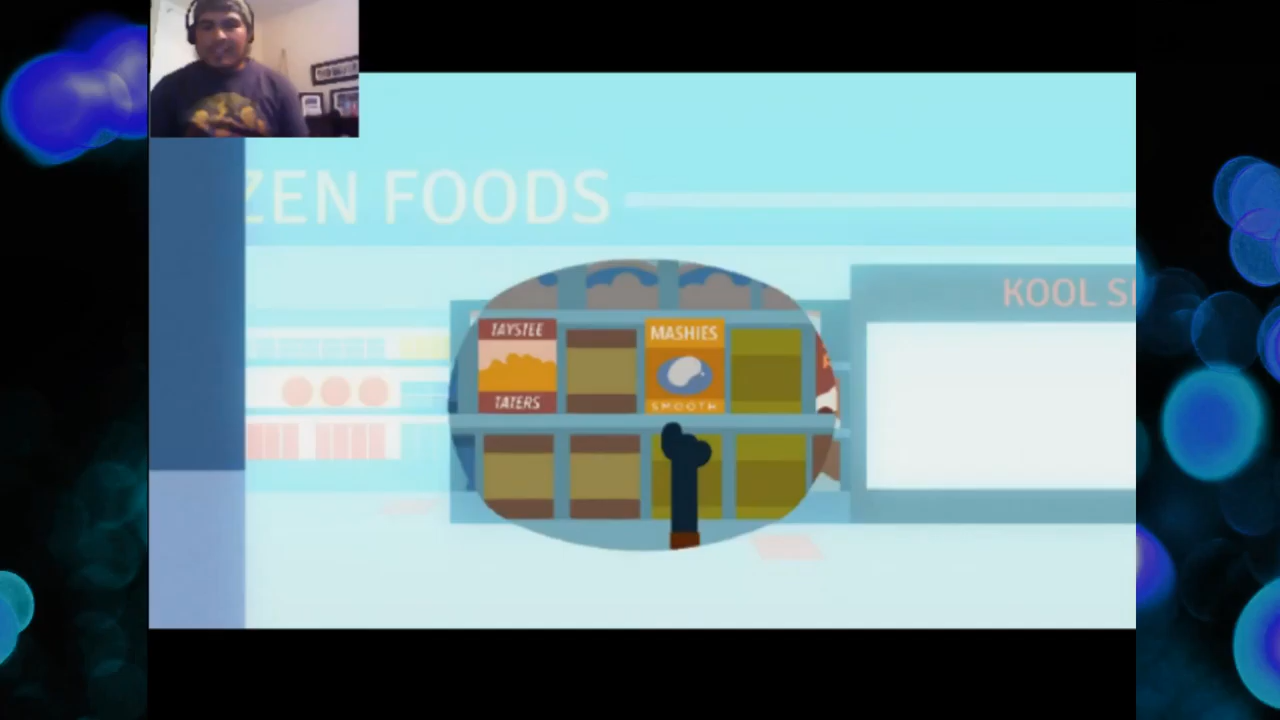 ZEN FOODS
KOOL S
TAYSTEE
MASHIES
TATERS
SMOOTH